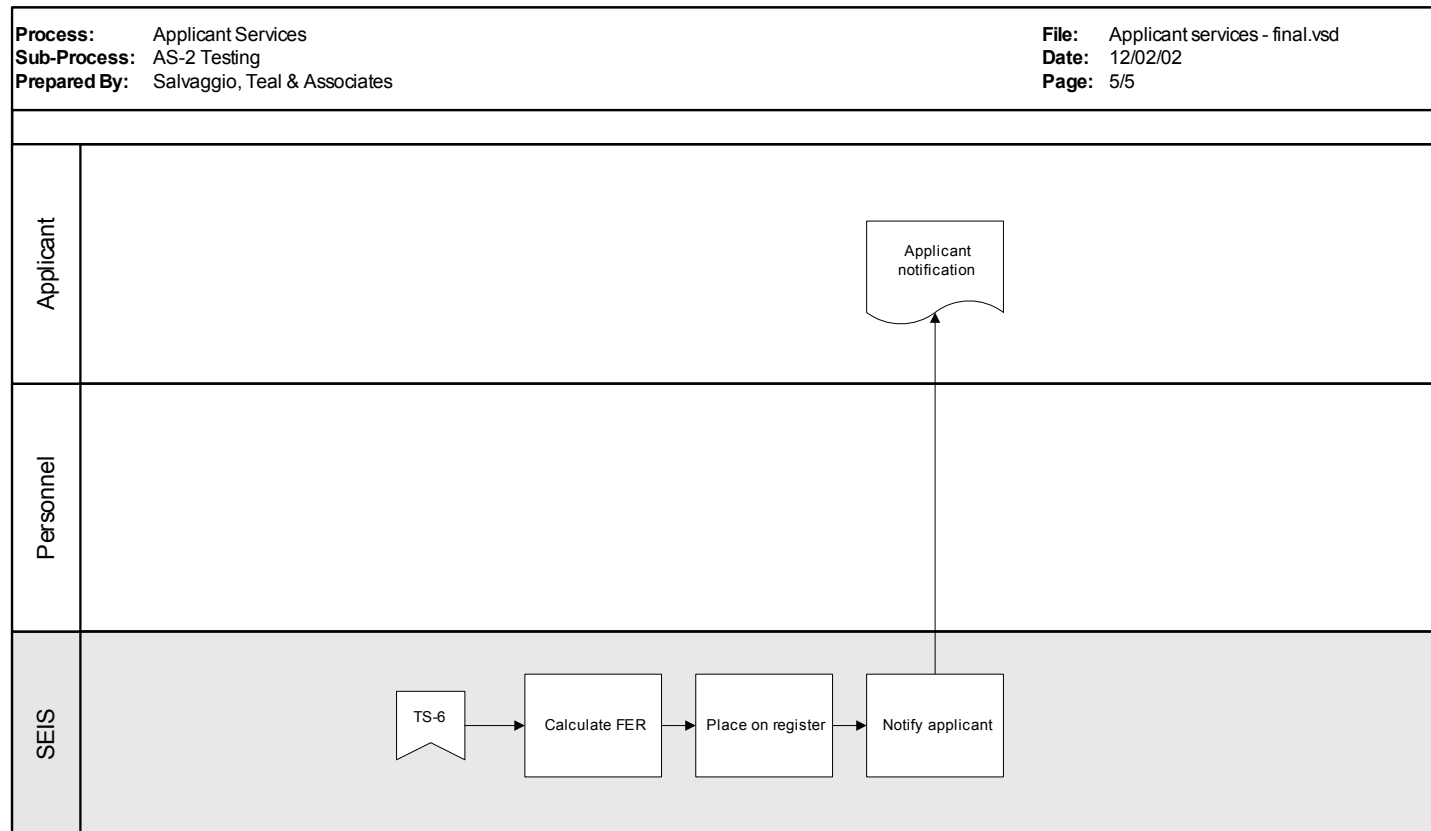 Process: Applicant Services
Sub-Process: AS-2 Testing
Prepared By: Salvaggio, Teal & Associates
File: Applicant services - final.vsd
Date: 12/02/02
Page: 5/5
Applicant
Applicant
notification
Personnel
SEIS
TS-6
Calculate FER
Place on register
Notify applicant